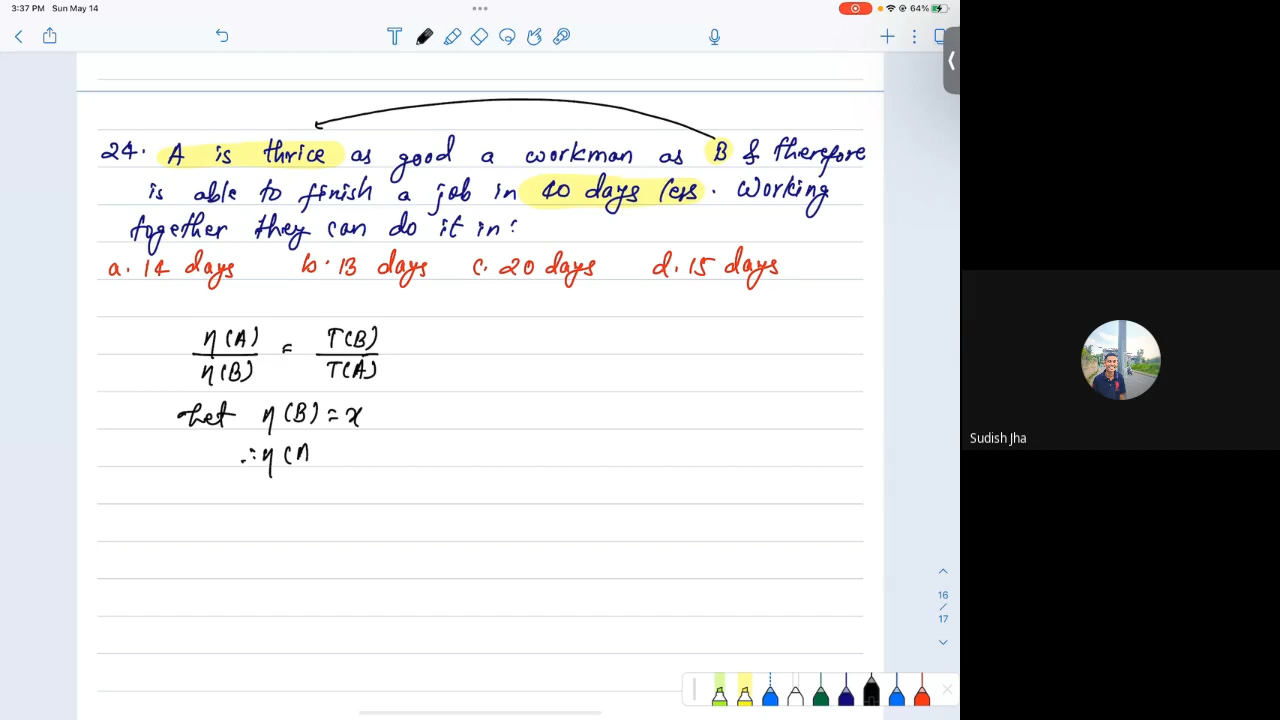 3:37 PM Sun May 14
64%
24. A is thrice as good a workman as B & therefore
is able to finish a job in 40 days less. Working
together they can do it in:
a. 14 days b. 13 days c. 20 days d. 15 days
η(A) / η(B) = T(B) / T(A)
Let η(B) = x
∴ η(A
Sudish Jha
16
/
17